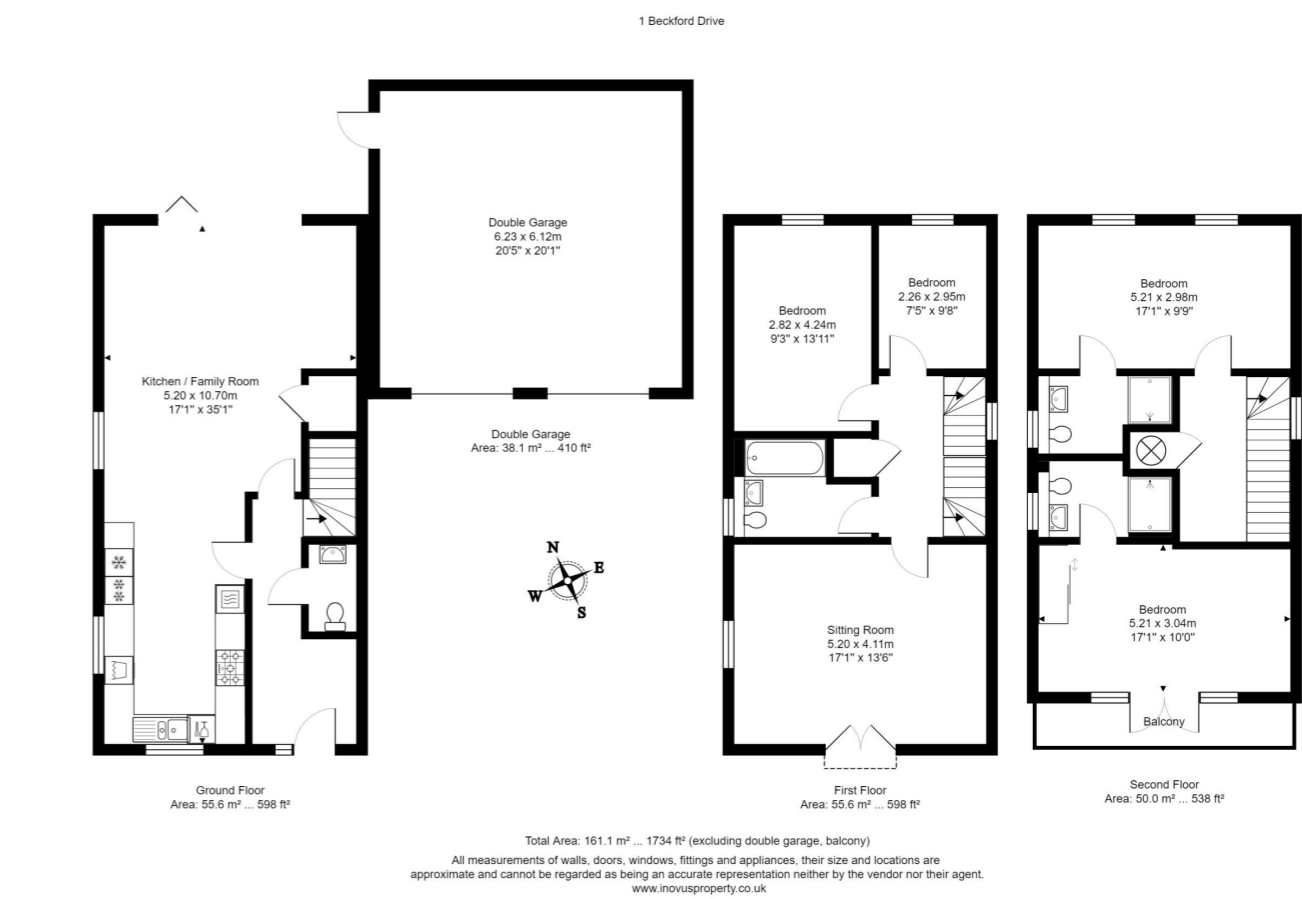 1 Beckford Drive
Double Garage
6.23 x 6.12m
20'5" x 20'1"
Kitchen / Family Room
5.20 x 10.70m
17'1" x 35'1"
Double Garage
Area: 38.1 m² ... 410 ft²
N
E
W
S
Ground Floor
Area: 55.6 m² ... 598 ft²
Bedroom
2.82 x 4.24m
9'3" x 13'11"
Bedroom
2.26 x 2.95m
7'5" x 9'8"
Sitting Room
5.20 x 4.11m
17'1" x 13'6"
First Floor
Area: 55.6 m² ... 598 ft²
Bedroom
5.21 x 2.98m
17'1" x 9'9"
Bedroom
5.21 x 3.04m
17'1" x 10'0"
Balcony
Second Floor
Area: 50.0 m² ... 538 ft²
Total Area: 161.1 m² ... 1734 ft² (excluding double garage, balcony)
All measurements of walls, doors, windows, fittings and appliances, their size and locations are
approximate and cannot be regarded as being an accurate representation neither by the vendor nor their agent.
www.inovusproperty.co.uk